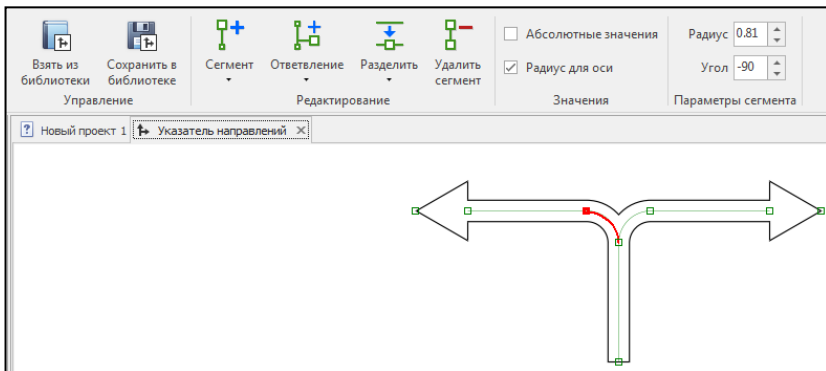 Взять из библиотеки
Сохранить в библиотеке
Сегмент
Ответвление
Разделить
Удалить сегмент
Абсолютные значения
Радиус для оси
Радиус 0.81
Угол -90
Управление
Редактирование
Значения
Параметры сегмента
? Новый проект 1
Указатель направлений ×